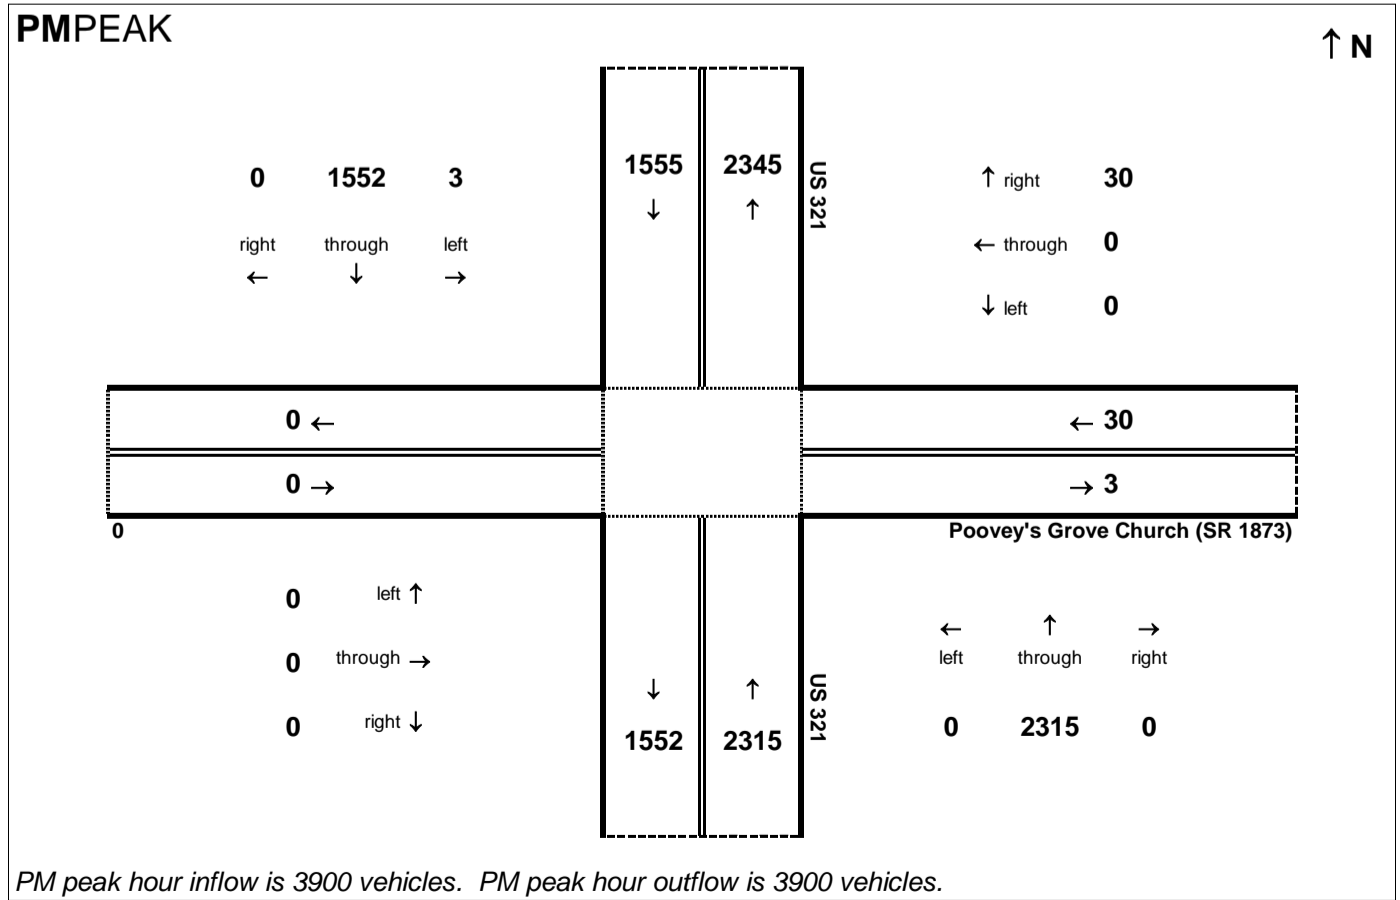 PMPEAK
↑ N
0 1552 3
right through left
← ↓ →
1555 2345
↓ ↑
US 321
↑ right 30
← through 0
↓ left 0
0 ←
0 →
← 30
→ 3
0
Poovey's Grove Church (SR 1873)
0 left ↑
0 through →
0 right ↓
↓ ↑
1552 2315
US 321
← ↑ →
left through right
0 2315 0
PM peak hour inflow is 3900 vehicles. PM peak hour outflow is 3900 vehicles.